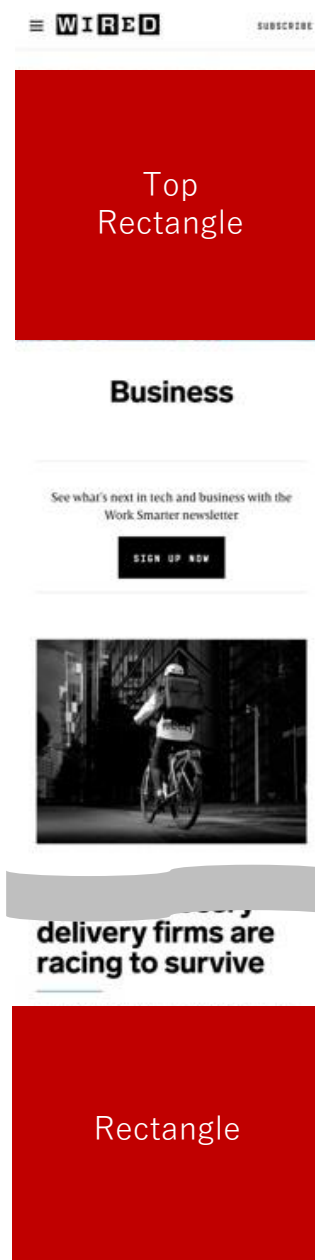 WIRED SUBSCRIBE
Top
Rectangle
Business
See what's next in tech and business with the
Work Smarter newsletter
SIGN UP NOW
delivery firms are
racing to survive
Rectangle